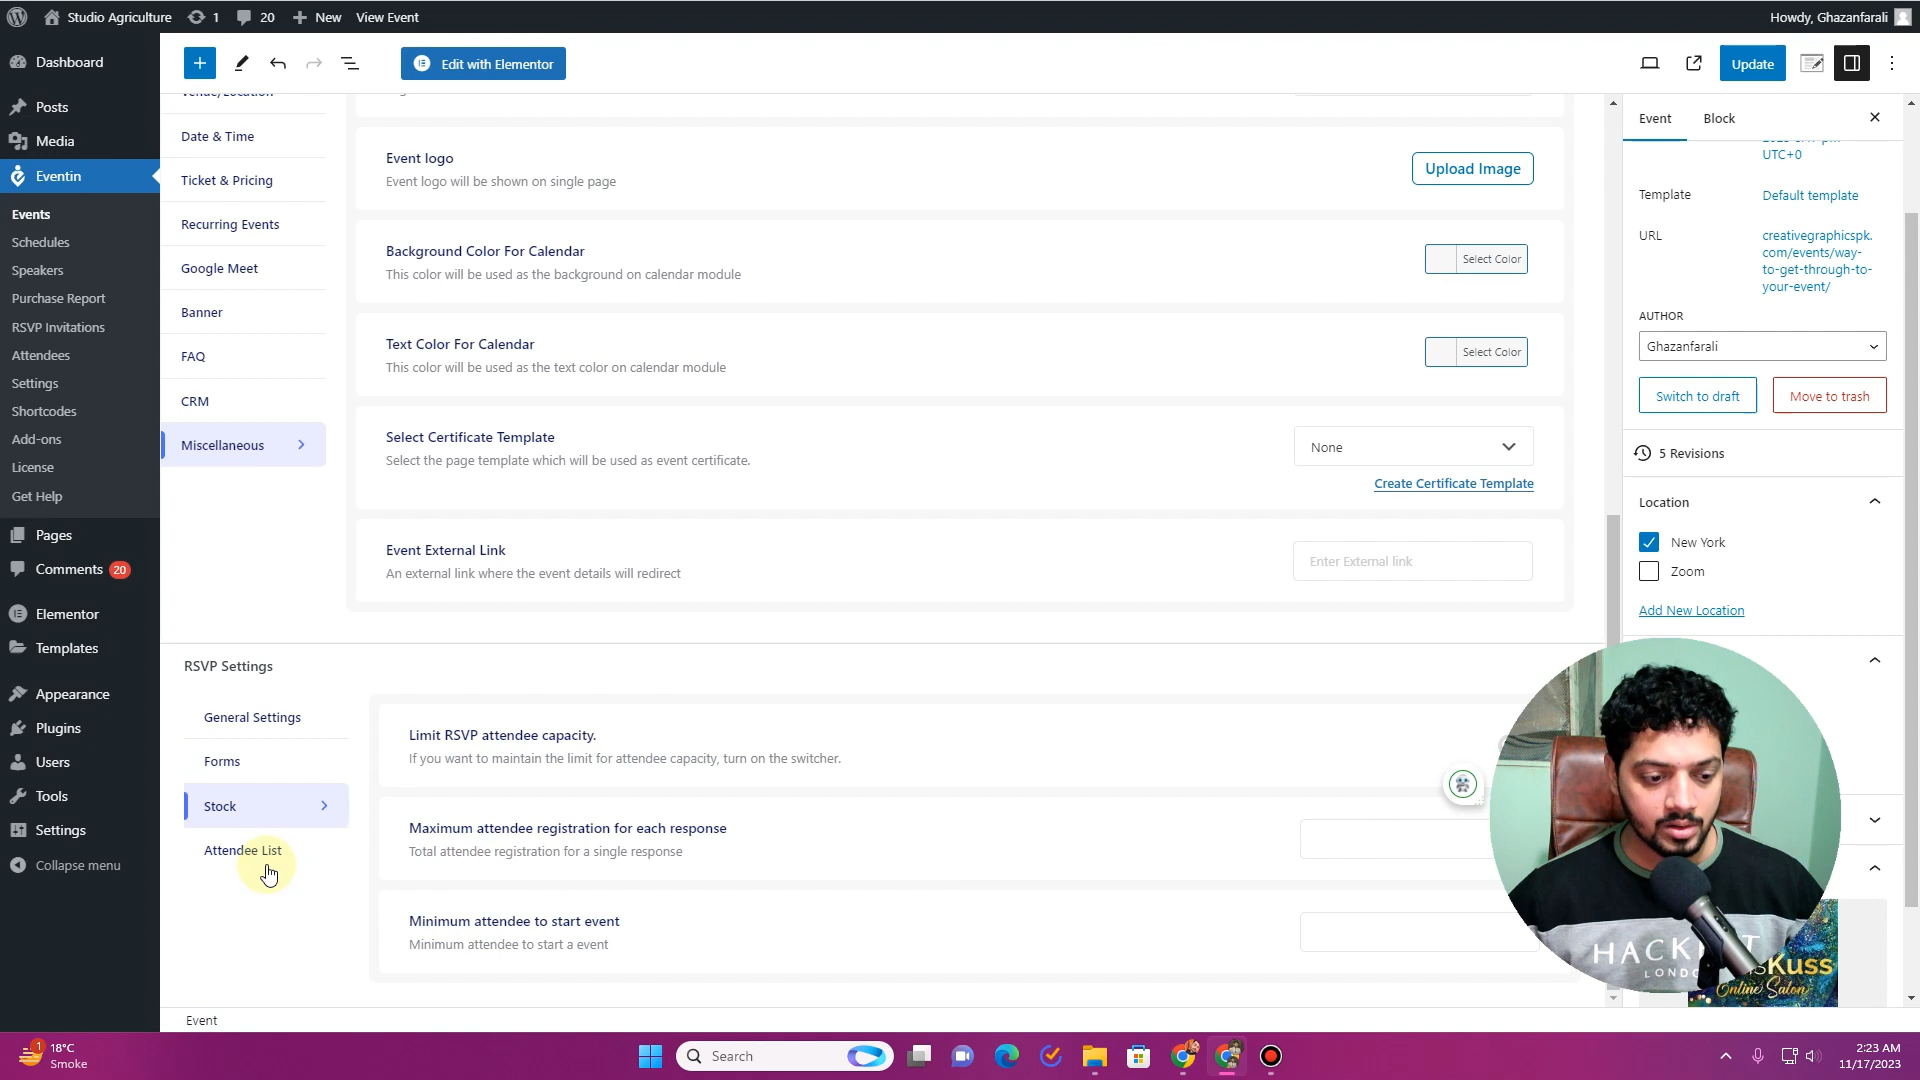 Studio Agriculture
1
20
New
View Event
Howdy, Ghazanfarali
Dashboard
Posts
Media
Eventin
Events
Schedules
Speakers
Purchase Report
RSVP Invitations
Attendees
Settings
Shortcodes
Add-ons
License
Get Help
Pages
Comments 20
Elementor
Templates
Appearance
Plugins
Users
Tools
Settings
Collapse menu
Edit with Elementor
Update
Venue/Location
Date & Time
Ticket & Pricing
Recurring Events
Google Meet
Banner
FAQ
CRM
Miscellaneous
Event logo
Event logo will be shown on single page
Upload Image
Background Color For Calendar
This color will be used as the background on calendar module
Select Color
Text Color For Calendar
This color will be used as the text color on calendar module
Select Color
Select Certificate Template
Select the page template which will be used as event certificate.
None
Create Certificate Template
Event External Link
An external link where the event details will redirect
Enter External link
RSVP Settings
General Settings
Forms
Stock
Attendee List
Limit RSVP attendee capacity.
If you want to maintain the limit for attendee capacity, turn on the switcher.
Maximum attendee registration for each response
Total attendee registration for a single response
Minimum attendee to start event
Minimum attendee to start a event
Event
Event
Block
UTC+0
Template
Default template
URL
creativegraphicspk.
com/events/way-
to-get-through-to-
your-event/
AUTHOR
Ghazanfarali
Switch to draft
Move to trash
5 Revisions
Location
New York
Zoom
Add New Location
LONDON
Kuss
Online Salon
1
18°C
Smoke
Search
2:23 AM
11/17/2023